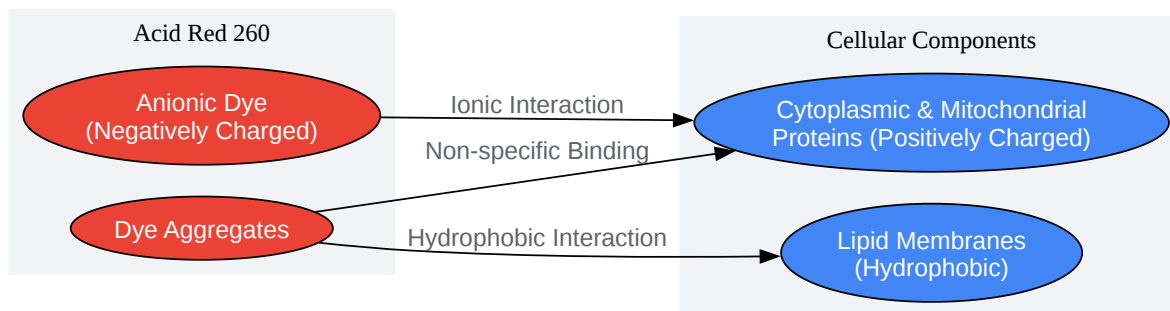 Acid Red 260
Anionic Dye
(Negatively Charged)
Dye Aggregates
Ionic Interaction
Non-specific Binding
Hydrophobic Interaction
Cellular Components
Cytoplasmic & Mitochondrial
Proteins (Positively Charged)
Lipid Membranes
(Hydrophobic)